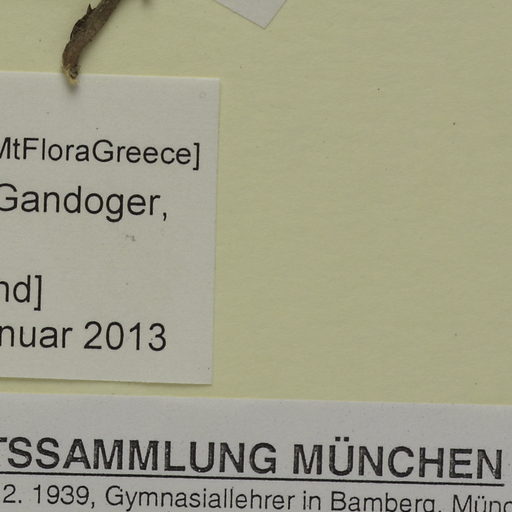 MtFloraGreece]
Gandoger,
nd]
nuar 2013
TSSAMMLUNG MÜNCHEN
2. 1939, Gymnasiallehrer in Bamberg, Münc